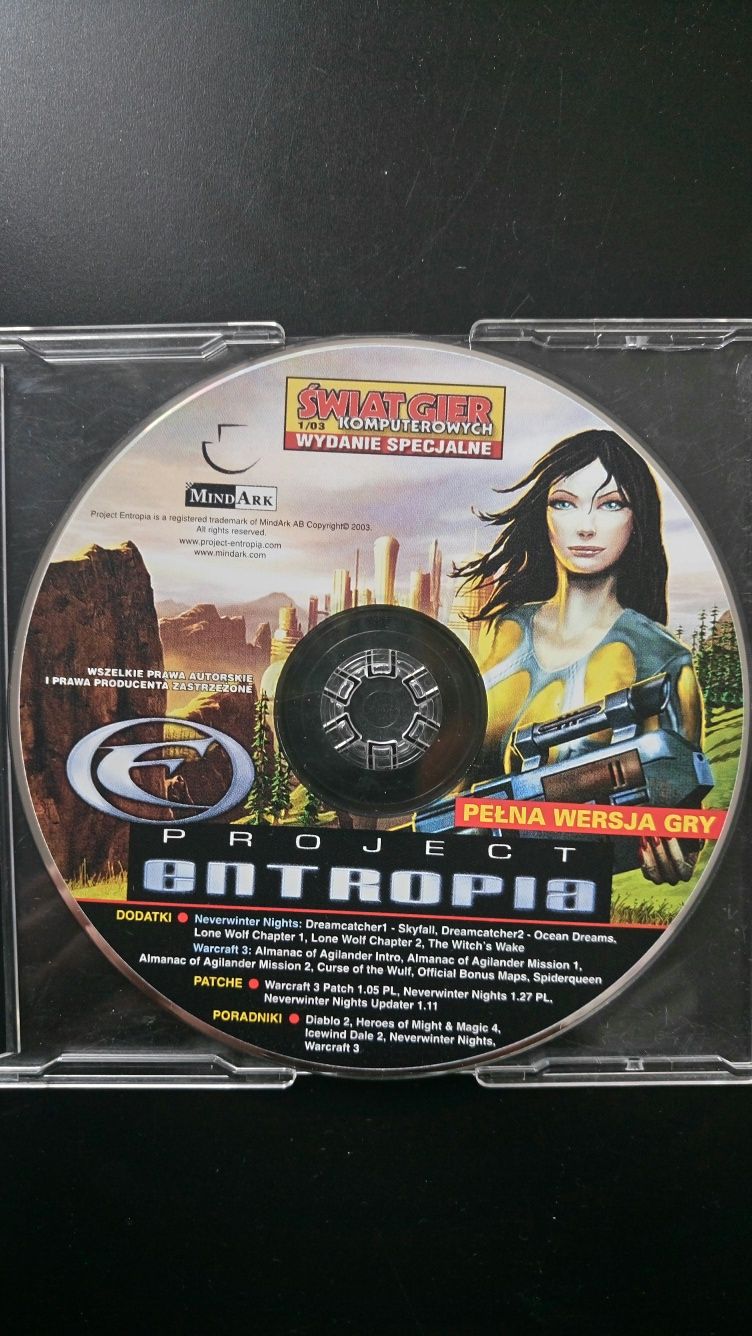 ŚWIAT GIER
1/03 KOMPUTEROWYCH
WYDANIE SPECJALNE
MINDARK
Project Entropia is a registered trademark of MindArk AB Copyright© 2003.
All rights reserved.
www.project-entropia.com
www.mindark.com
WSZELKIE PRAWA AUTORSKIE
I PRAWA PRODUCENTA ZASTRZEŻONE
PEŁNA WERSJA GRY
PROJECT
entropia
DODATKI ● Neverwinter Nights: Dreamcatcher1 - Skyfall, Dreamcatcher2 - Ocean Dreams,
Lone Wolf Chapter 1, Lone Wolf Chapter 2, The Witch's Wake
Warcraft 3: Almanac of Agilander Intro, Almanac of Agilander Mission 1,
Almanac of Agilander Mission 2, Curse of the Wulf, Official Bonus Maps, Spiderqueen
PATCHE ● Warcraft 3 Patch 1.05 PL, Neverwinter Nights 1.27 PL,
Neverwinter Nights Updater 1.11
PORADNIKI ● Diablo 2, Heroes of Might & Magic 4,
Icewind Dale 2, Neverwinter Nights,
Warcraft 3